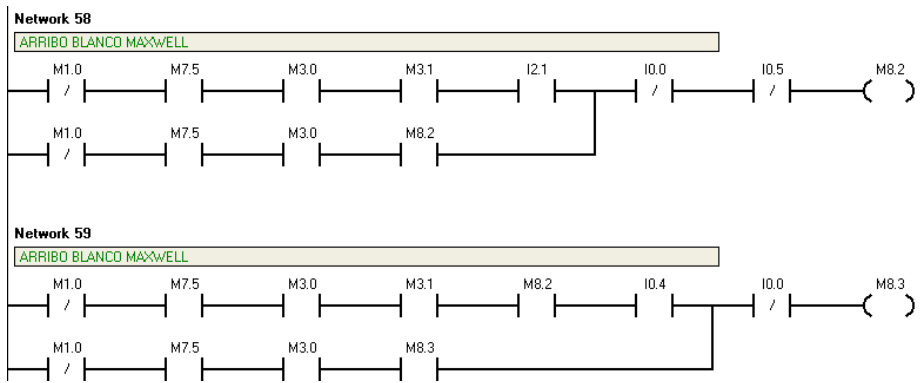 Network 58
ARRIBO BLANCO MAXWELL
M1.0 M7.5 M3.0 M3.1 I2.1 I0.0 I0.5 M8.2
/ / /
M1.0 M7.5 M3.0 M8.2
/
Network 59
ARRIBO BLANCO MAXWELL
M1.0 M7.5 M3.0 M3.1 M8.2 I0.4 I0.0 M8.3
/ /
M1.0 M7.5 M3.0 M8.3
/